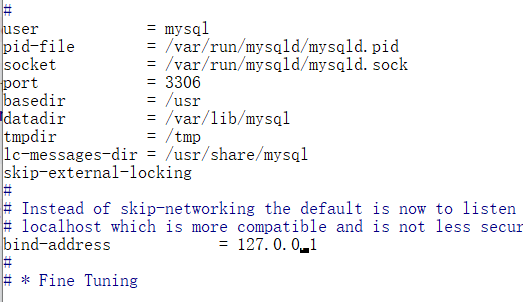 #
user = mysql
pid-file = /var/run/mysqld/mysqld.pid
socket = /var/run/mysqld/mysqld.sock
port = 3306
basedir = /usr
datadir = /var/lib/mysql
tmpdir = /tmp
lc-messages-dir = /usr/share/mysql
skip-external-locking
#
# Instead of skip-networking the default is now to listen
# localhost which is more compatible and is not less secur
bind-address = 127.0.0.1
#
# * Fine Tuning